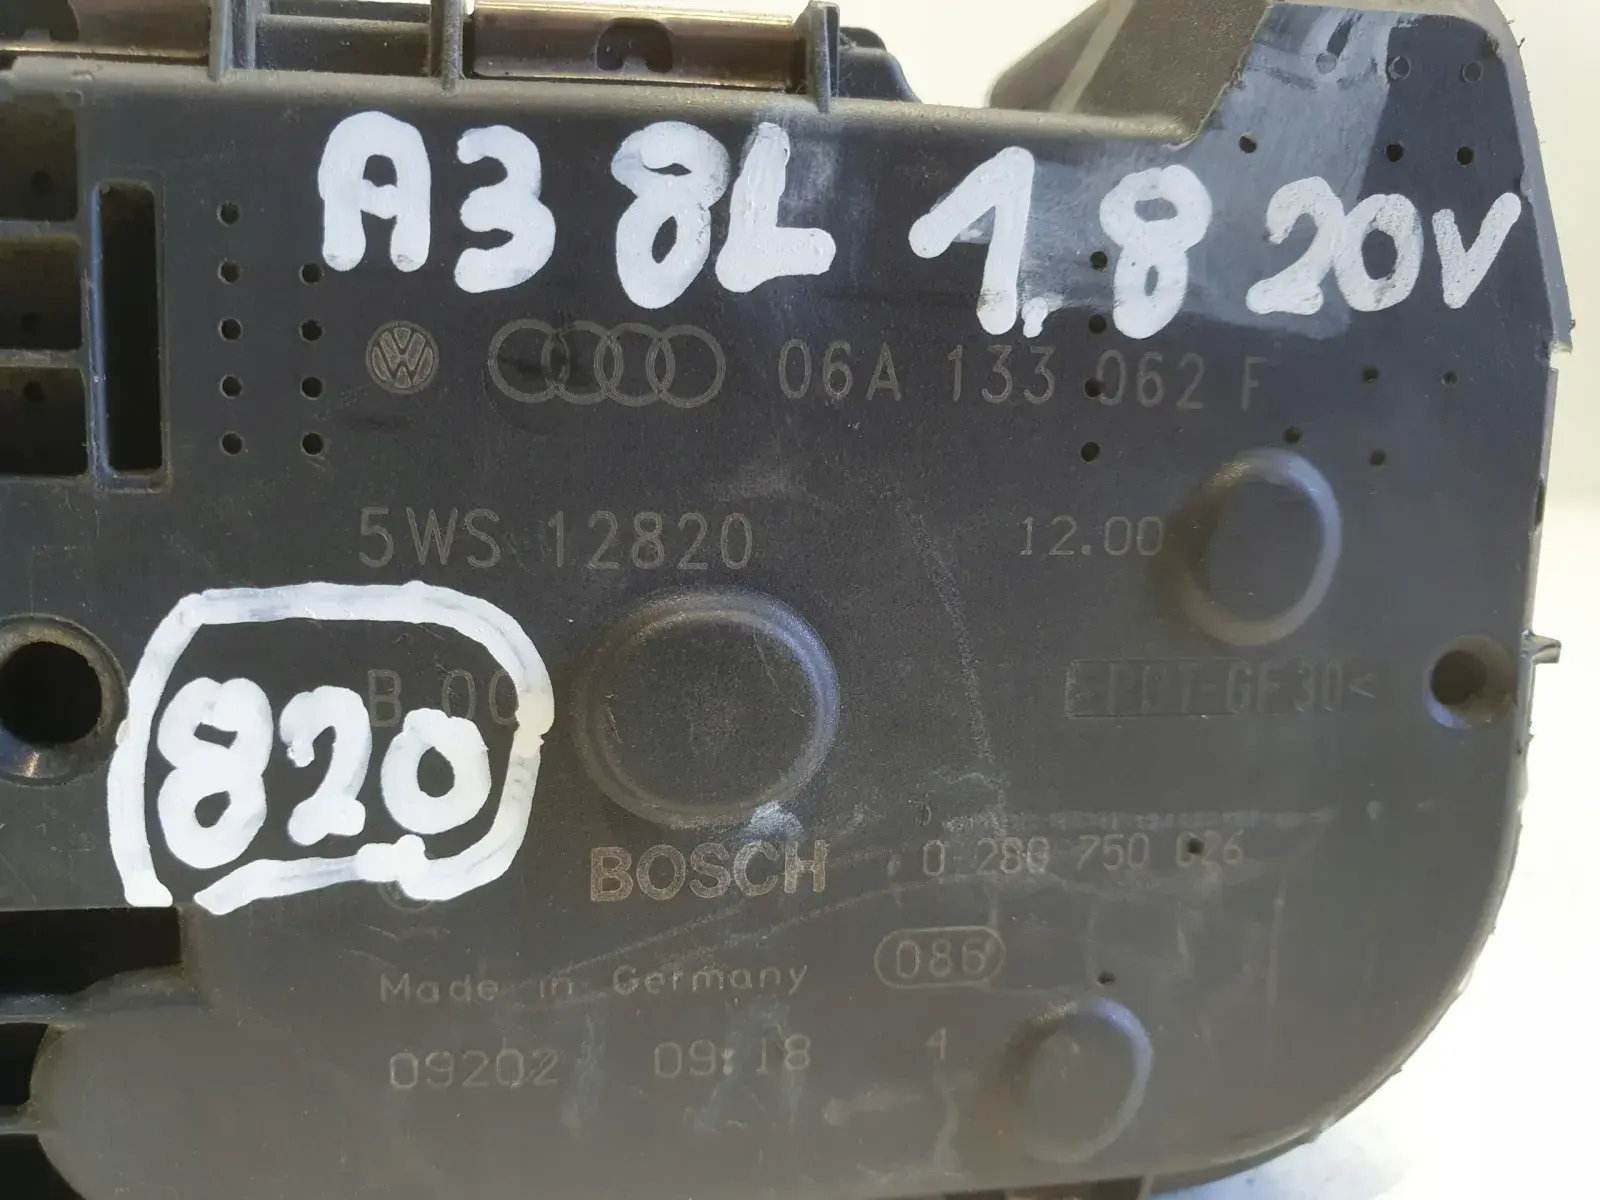 A3 8L 1.8 20V
06A 133 062 F
5WS 12820 12.00
B 00
820
BOSCH 0 280 750 026
Made in Germany 086
09202 09:18 4